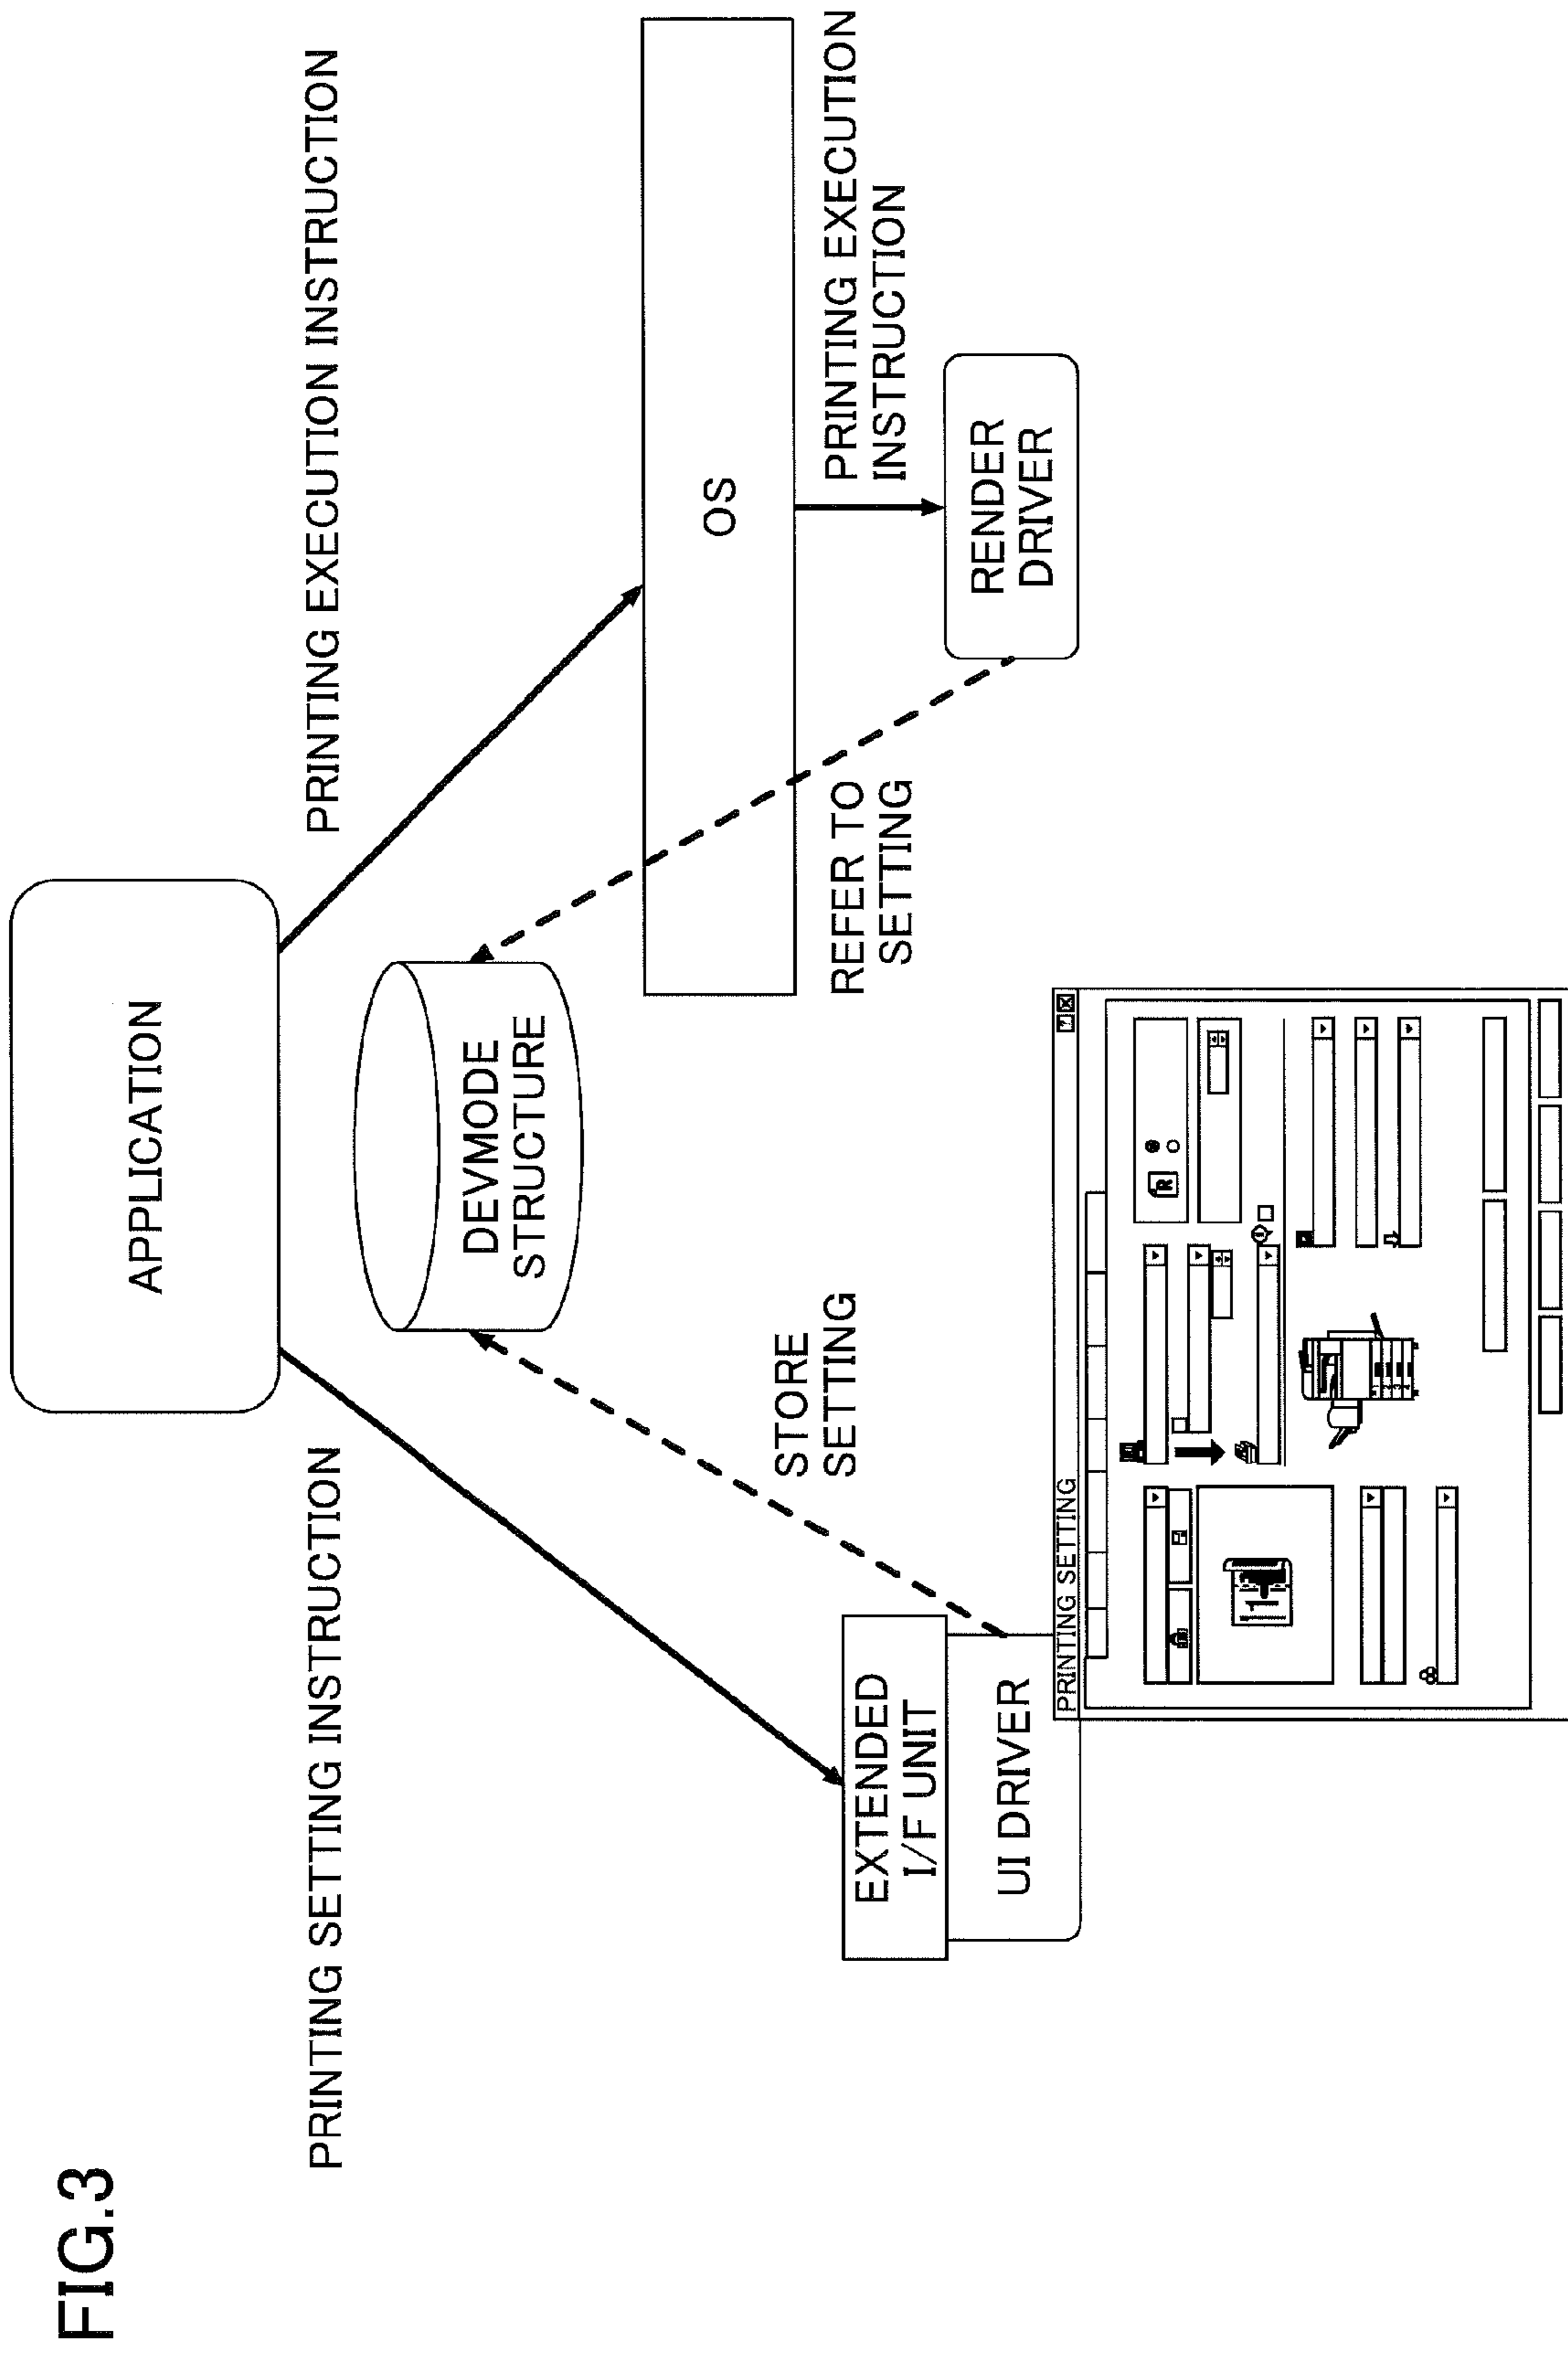 FIG.3
APPLICATION
PRINTING SETTING INSTRUCTION
PRINTING EXECUTION INSTRUCTION
DEVMODE
STRUCTURE
OS
STORE
SETTING
REFER TO
SETTING
PRINTING EXECUTION
INSTRUCTION
EXTENDED
I/F UNIT
UI DRIVER
RENDER
DRIVER
PRINTING SETTING
?
R